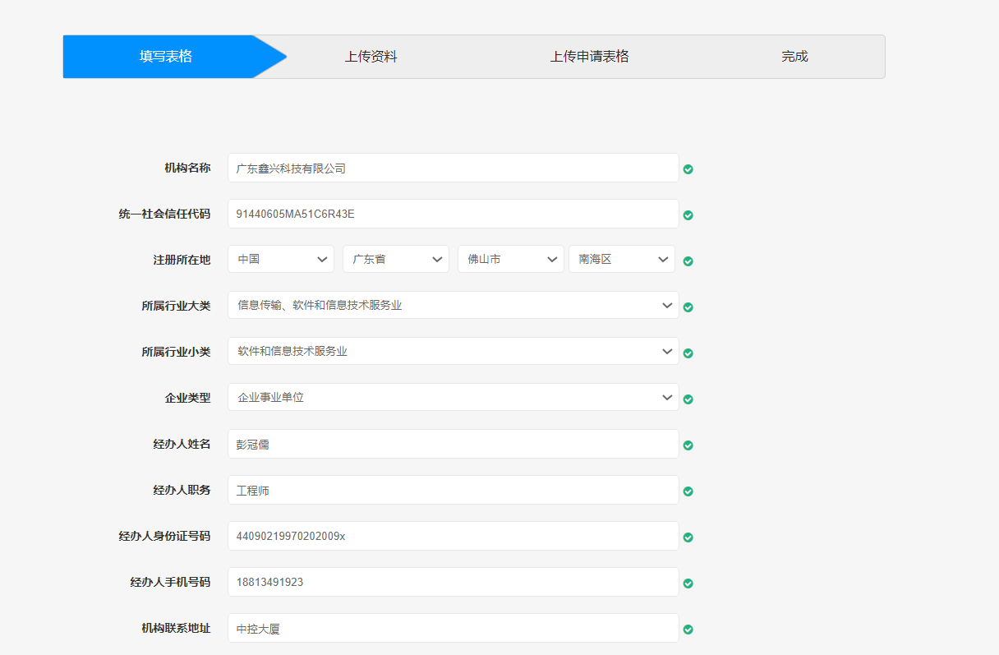 填写表格 上传资料 上传申请表格 完成
机构名称 广东鑫兴科技有限公司
统一社会信任代码 91440605MA51C6R43E
注册所在地 中国 广东省 佛山市 南海区
所属行业大类 信息传输、软件和信息技术服务业
所属行业小类 软件和信息技术服务业
企业类型 企业事业单位
经办人姓名 彭冠儒
经办人职务 工程师
经办人身份证号码 44090219970202009x
经办人手机号码 18813491923
机构联系地址 中控大厦